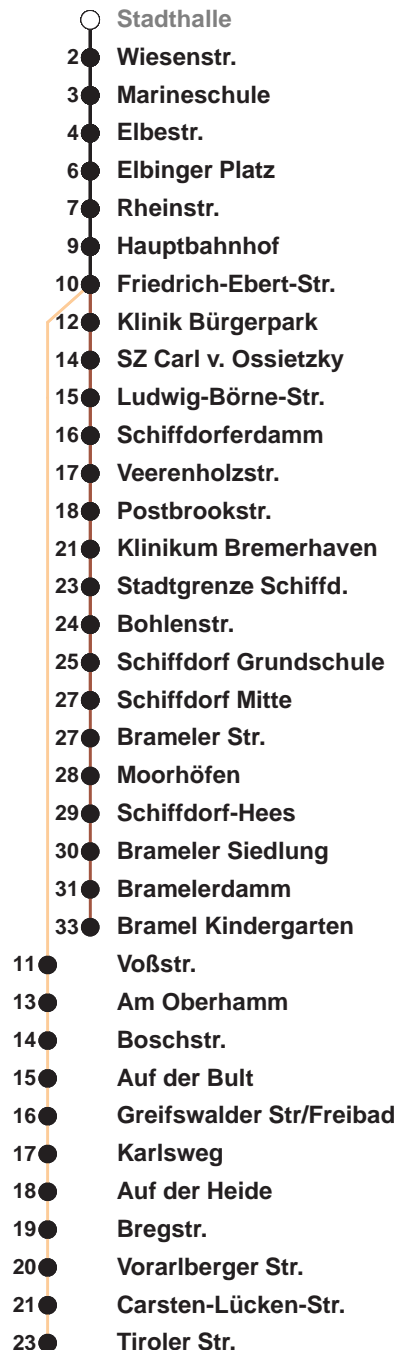 Stadthalle
2 Wiesenstr.
3 Marineschule
4 Elbestr.
6 Elbinger Platz
7 Rheinstr.
9 Hauptbahnhof
10 Friedrich-Ebert-Str.
12 Klinik Bürgerpark
14 SZ Carl v. Ossietzky
15 Ludwig-Börne-Str.
16 Schiffdorferdamm
17 Veerenholzstr.
18 Postbrookstr.
21 Klinikum Bremerhaven
23 Stadtgrenze Schiffd.
24 Bohlenstr.
25 Schiffdorf Grundschule
27 Schiffdorf Mitte
27 Brameler Str.
28 Moorhöfen
29 Schiffdorf-Hees
30 Brameler Siedlung
31 Bramelerdamm
33 Bramel Kindergarten
11 Voßstr.
13 Am Oberhamm
14 Boschstr.
15 Auf der Bult
16 Greifswalder Str/Freibad
17 Karlsweg
18 Auf der Heide
19 Bregstr.
20 Vorarlberger Str.
21 Carsten-Lücken-Str.
23 Tiroler Str.